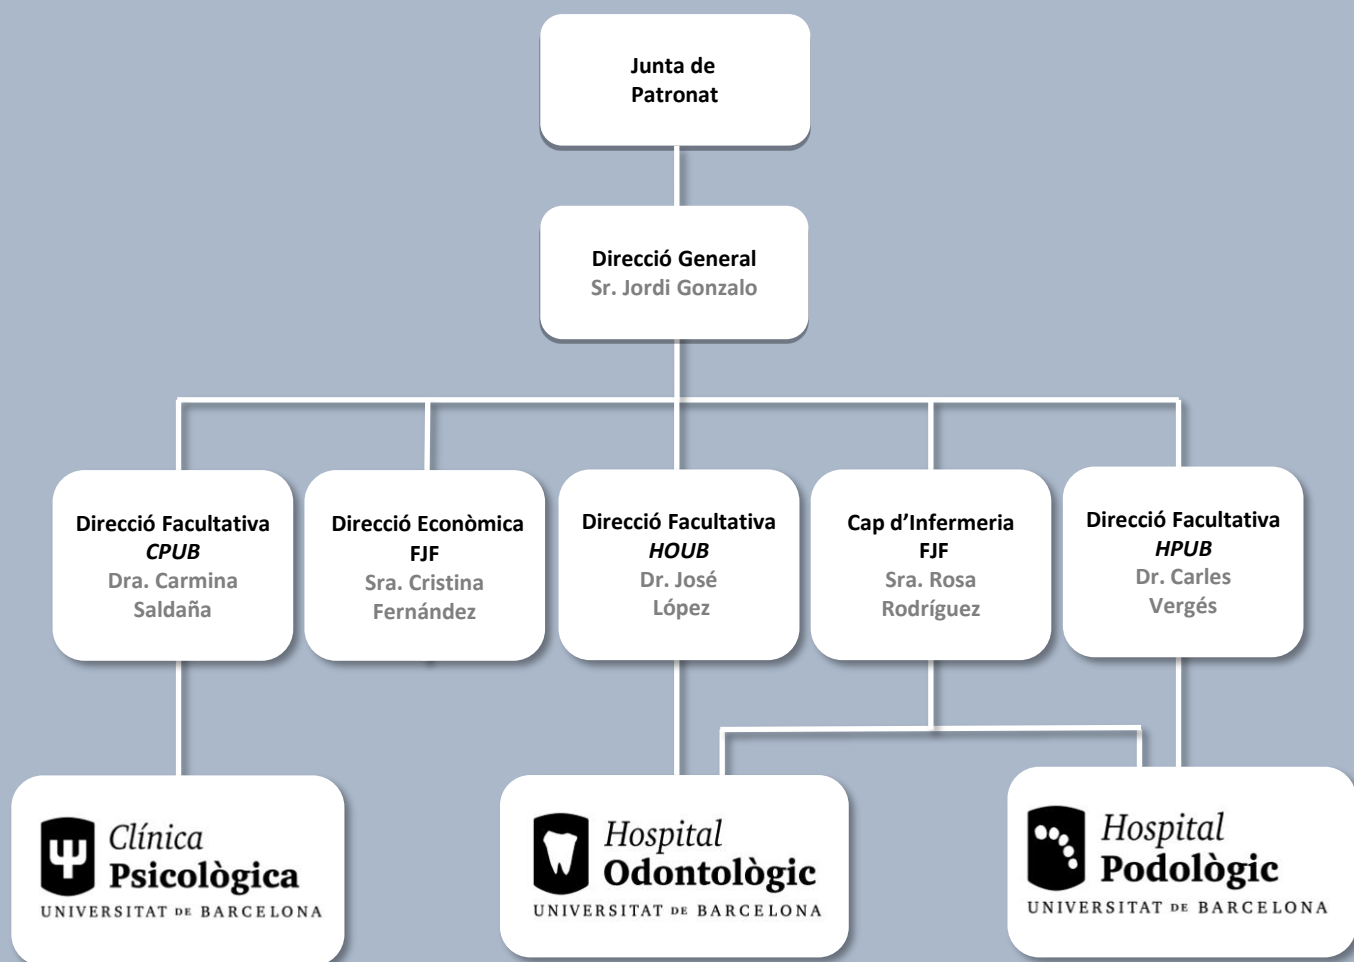 Junta de
Patronat
Direcció General
Sr. Jordi Gonzalo
Direcció Facultativa
CPUB
Dra. Carmina
Saldaña
Direcció Econòmica
FJF
Sra. Cristina
Fernández
Direcció Facultativa
HOUB
Dr. José
López
Cap d’Infermeria
FJF
Sra. Rosa
Rodríguez
Direcció Facultativa
HPUB
Dr. Carles
Vergés
Clínica
Psicològica
UNIVERSITAT DE BARCELONA
Hospital
Odontològic
UNIVERSITAT DE BARCELONA
Hospital
Podològic
UNIVERSITAT DE BARCELONA